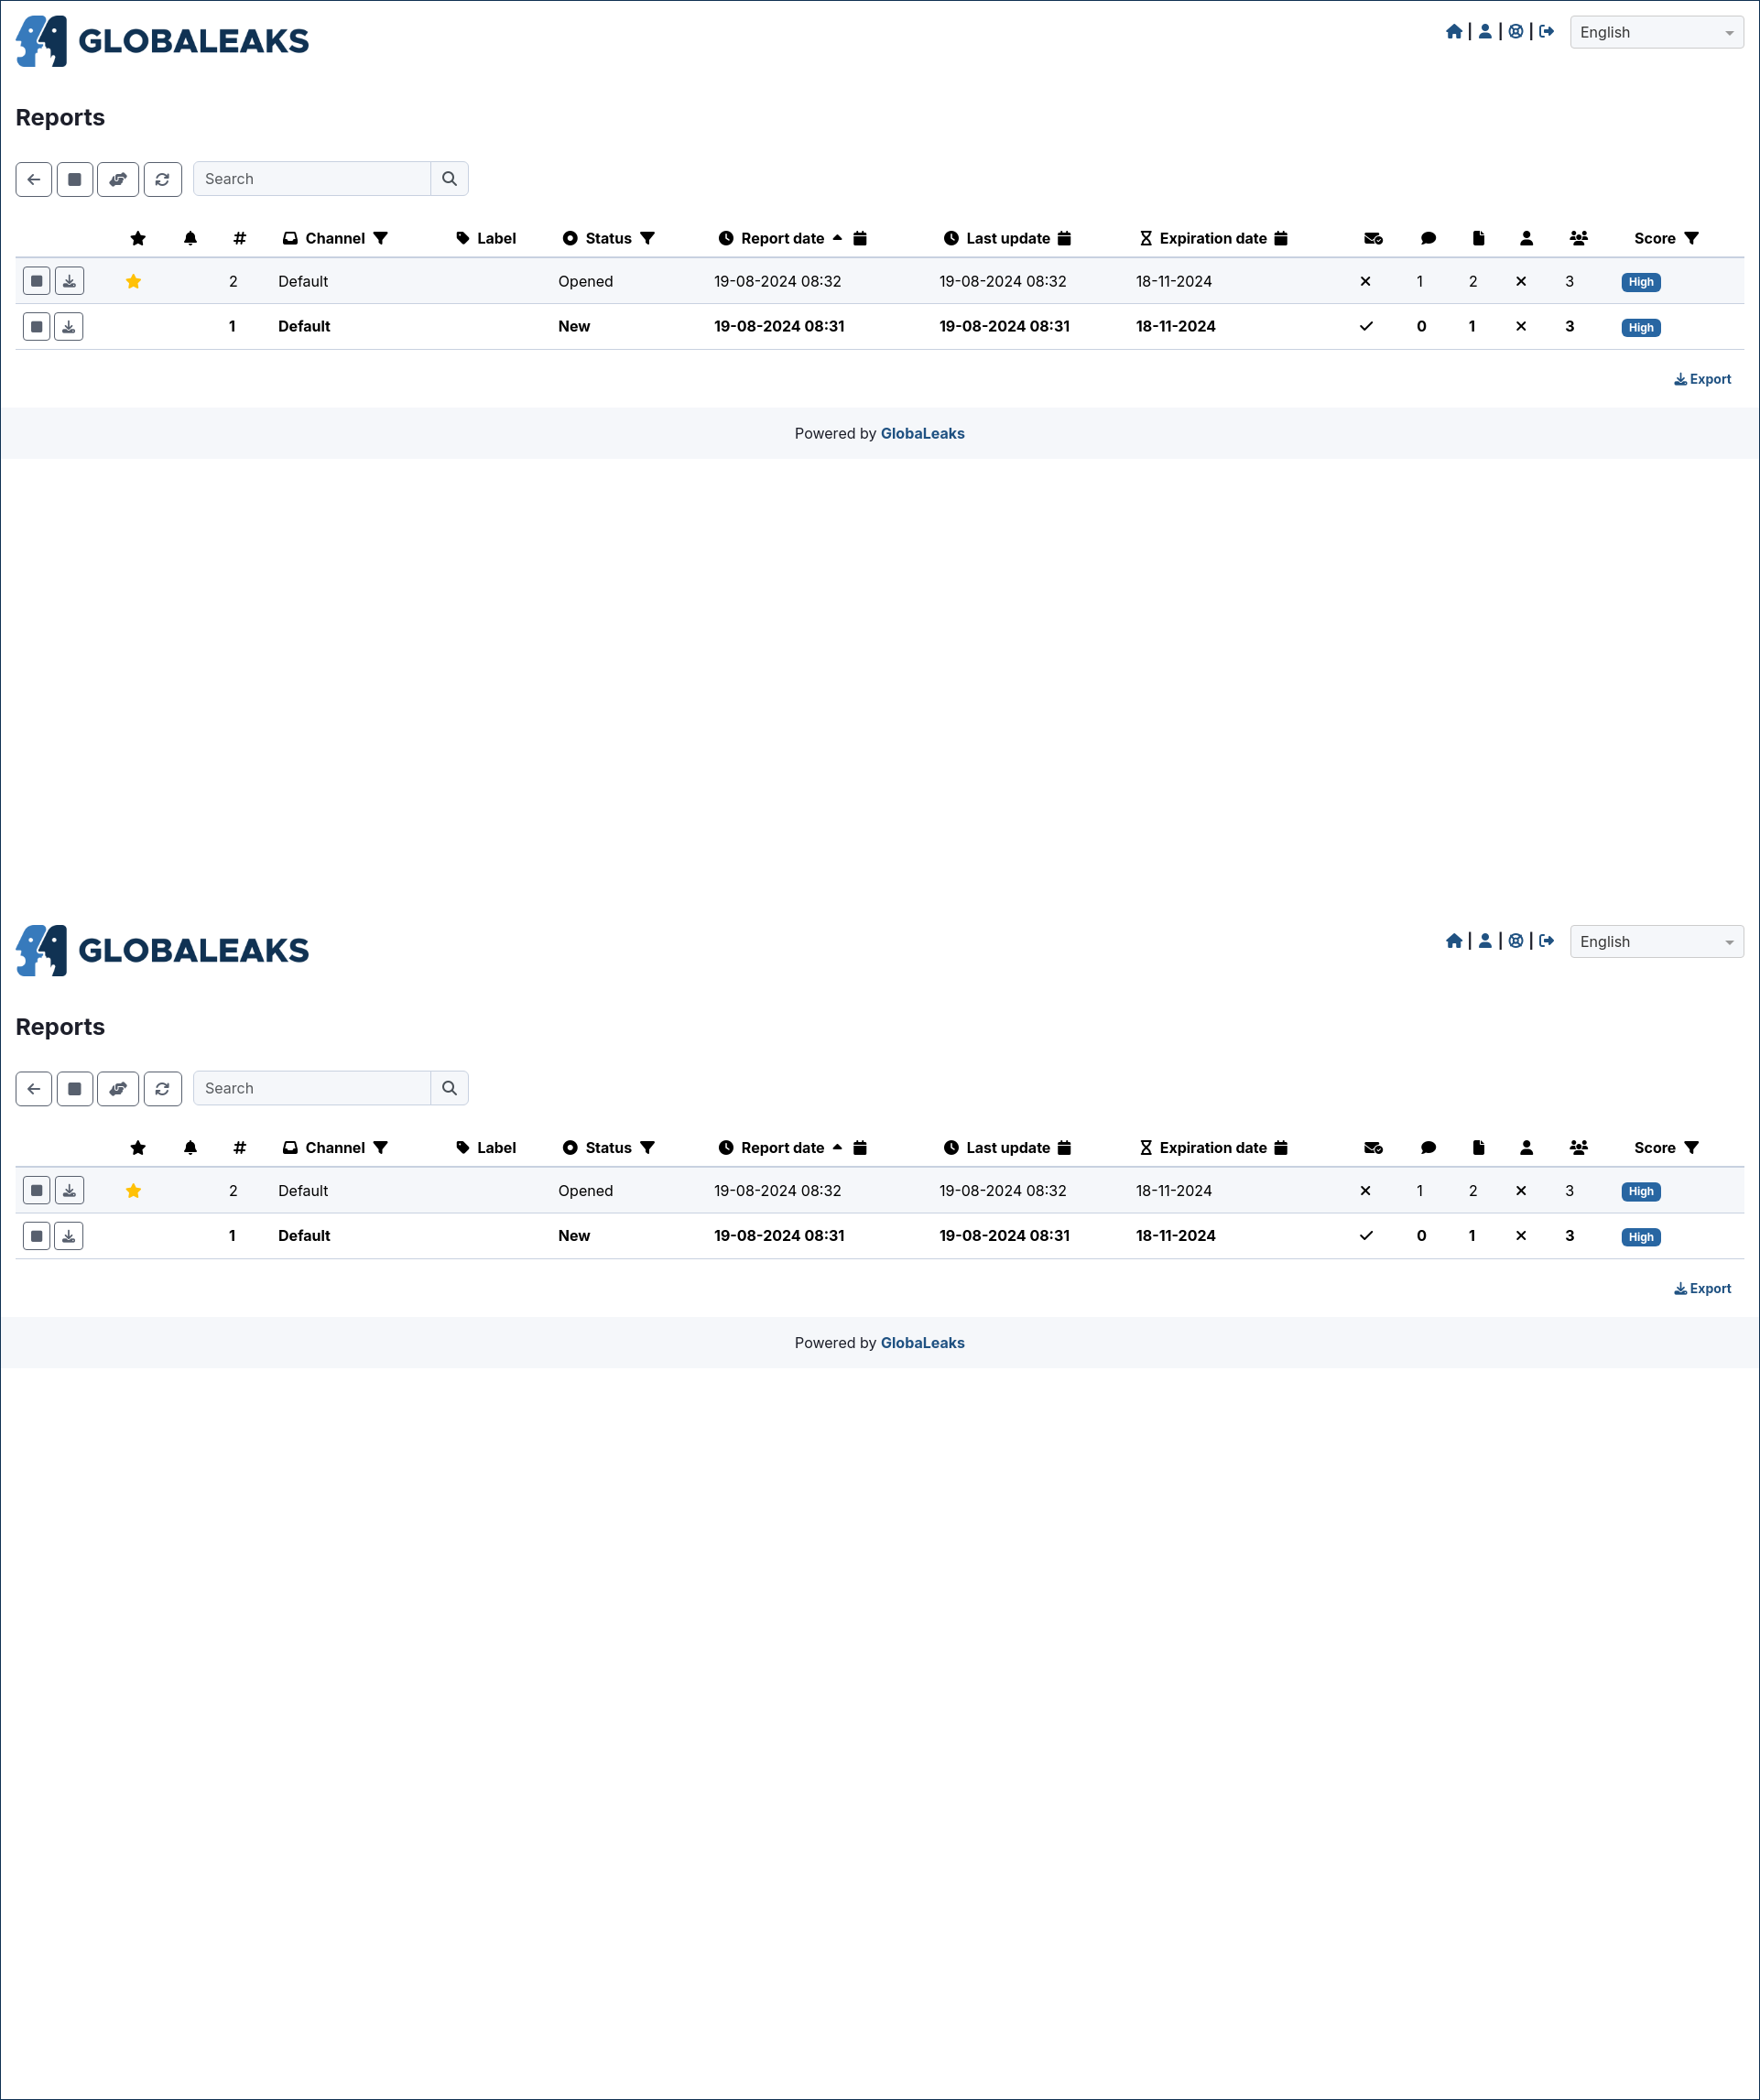 GLOBALEAKS
English
Reports
Search
# Channel Label Status Report date Last update Expiration date Score
2 Default Opened 19-08-2024 08:32 19-08-2024 08:32 18-11-2024 1 2 3 High
1 Default New 19-08-2024 08:31 19-08-2024 08:31 18-11-2024 0 1 3 High
Export
Powered by GlobaLeaks
GLOBALEAKS
English
Reports
Search
# Channel Label Status Report date Last update Expiration date Score
2 Default Opened 19-08-2024 08:32 19-08-2024 08:32 18-11-2024 1 2 3 High
1 Default New 19-08-2024 08:31 19-08-2024 08:31 18-11-2024 0 1 3 High
Export
Powered by GlobaLeaks